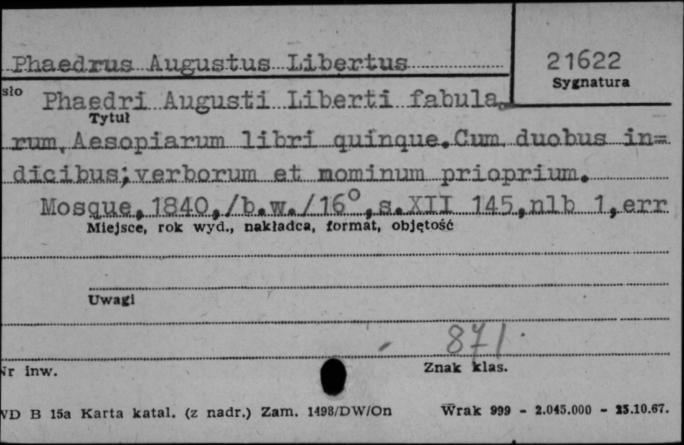 Phaedrus Augustus Libertus
21622
Sygnatura
sło Phaedri Augusti Liberti fabula
Tytuł
rum, Aesopiarum libri quinque. Cum duobus in=
dicibus; verborum et nominum prioprium.
Mosque, 1840, /b.w./16°, s.XII 145, nlb 1, err
Miejsce, rok wyd., nakładca, format, objętość
Uwagi
871.
Nr inw.
Znak klas.
WD B 15a Karta katal. (z nadr.) Zam. 1498/DW/On
Wrak 999 - 2.045.000 - 25.10.67.